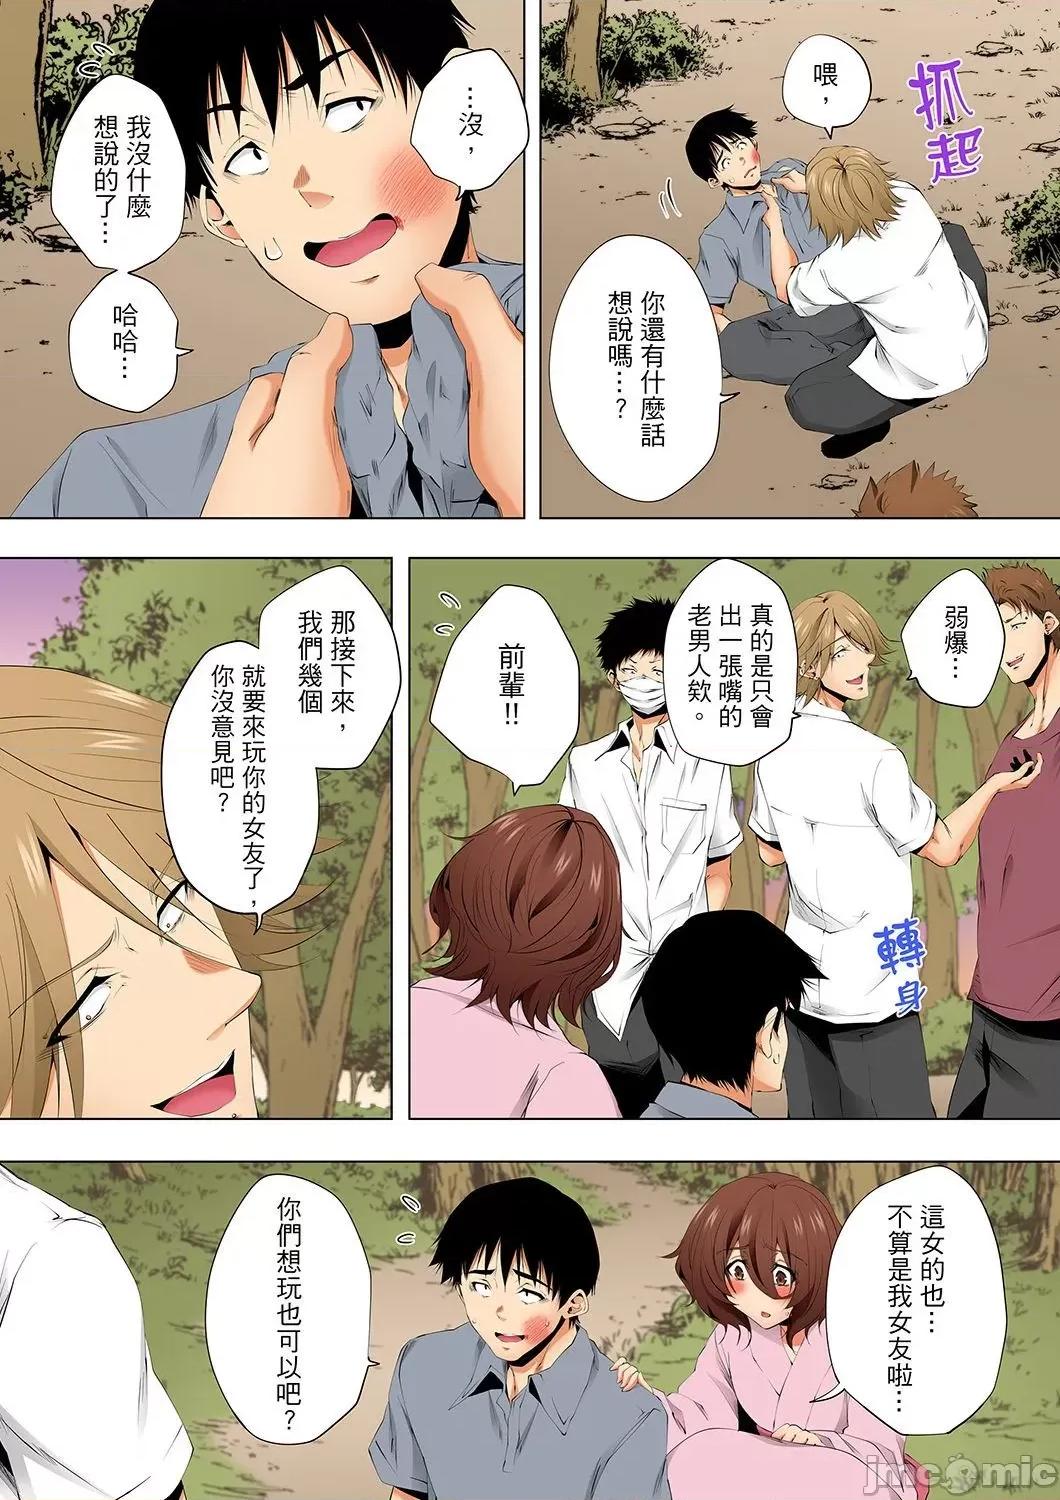 抓起
喂，
你還有什麼話
想說嗎…？
…沒，
我沒什麼
想說的了…
哈哈…
弱爆…
真的是只會
出一張嘴的
老男人欸。
轉身
前輩!!
那接下來，
我們幾個
就要來玩你的女友了，
你沒意見吧？
這女的也…
不算是我女友啦…
你們想玩也可以吧？
jmcomic